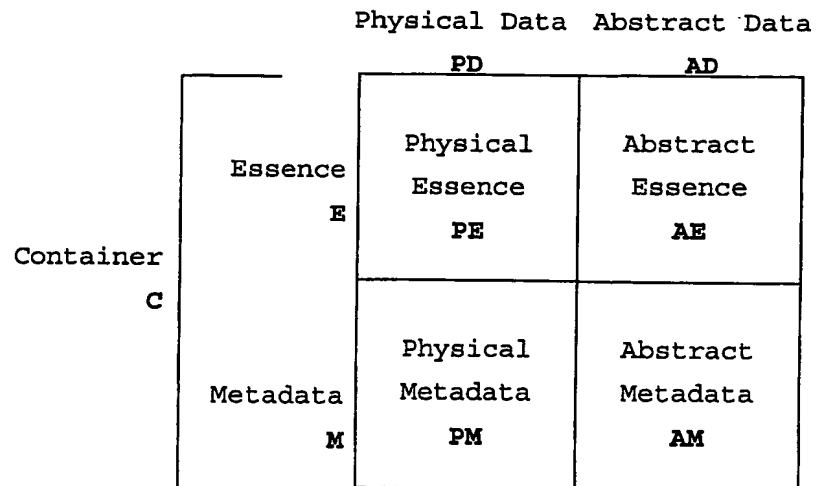 Physical Data Abstract Data
PD AD
Physical Abstract
Essence Essence Essence
E
PE AE
Container
C
Physical Abstract
Metadata Metadata Metadata
M PM AM